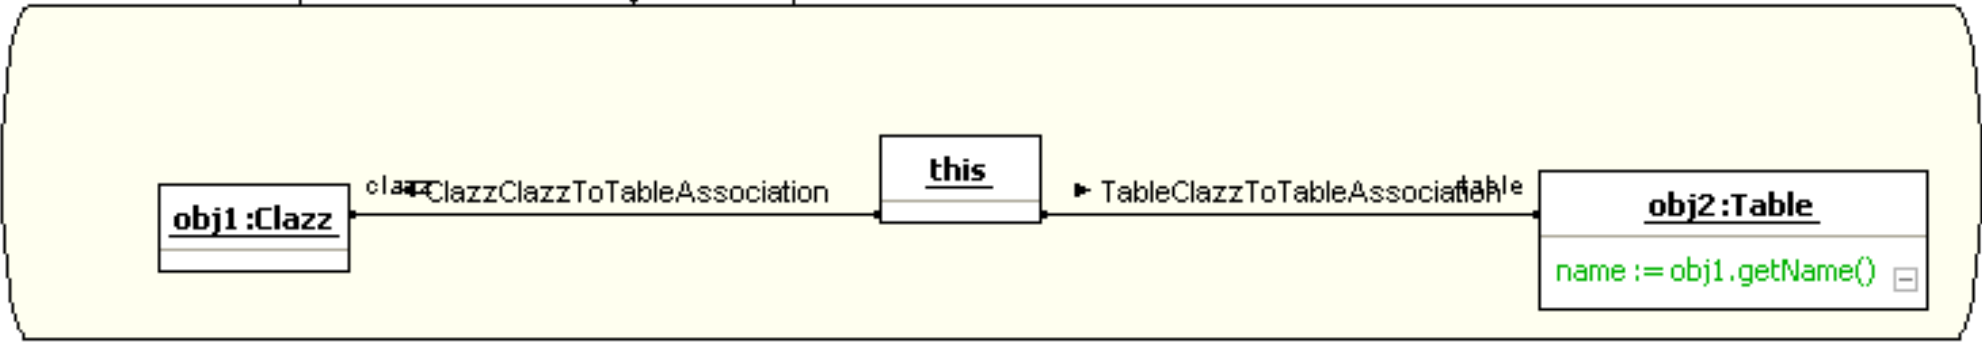 this
clazz
ClazzClazzToTableAssociation
TableClazzToTableAssociation
table
obj1:Clazz
obj2:Table
name := obj1.getName()